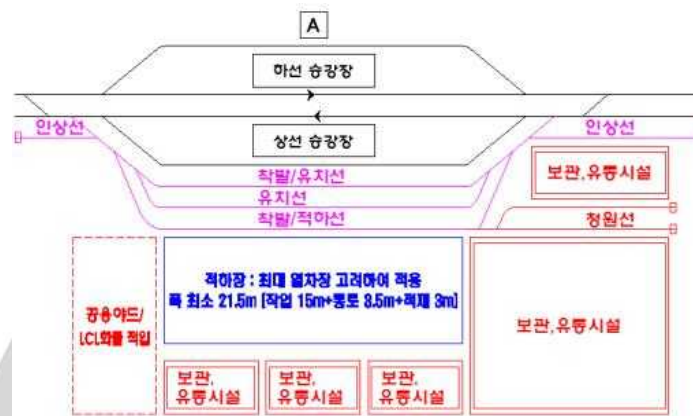 A
하선 승강장
상선 승강장
인상선
인상선
착발/유치선
유치선
착발/적하선
보관,유통시설
청원선
적하장 : 최대 열차장 고려하여 적용
폭 최소 21.5m [작업 15m+통로 3.5m+적재 3m]
공용야드/
LCL화물 적입
보관,유통시설
보관,
유통시설
보관,
유통시설
보관,
유통시설